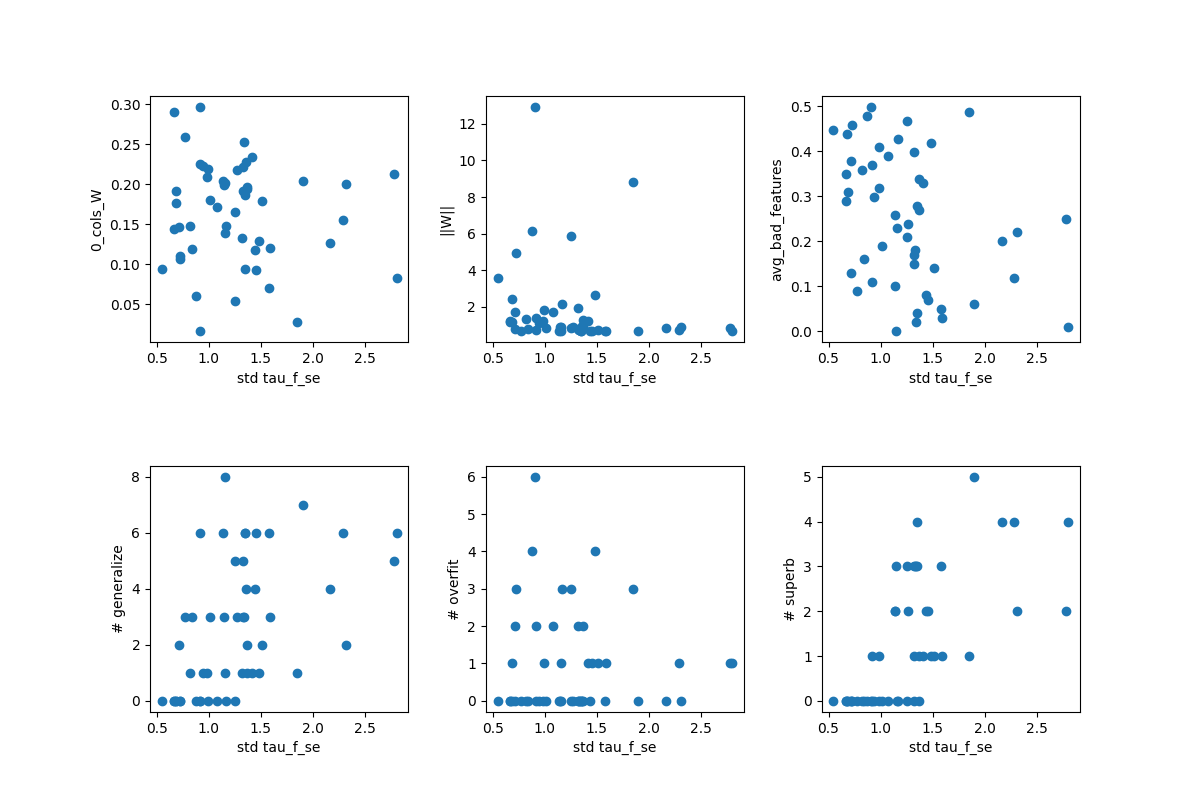 0_cols_W
0.30
0.25
0.20
0.15
0.10
0.05
0.5 1.0 1.5 2.0 2.5
std tau_f_se
||W||
12
10
8
6
4
2
0.5 1.0 1.5 2.0 2.5
std tau_f_se
avg_bad_features
0.5
0.4
0.3
0.2
0.1
0.0
0.5 1.0 1.5 2.0 2.5
std tau_f_se
# generalize
8
6
4
2
0
0.5 1.0 1.5 2.0 2.5
std tau_f_se
# overfit
6
5
4
3
2
1
0
0.5 1.0 1.5 2.0 2.5
std tau_f_se
# superb
5
4
3
2
1
0
0.5 1.0 1.5 2.0 2.5
std tau_f_se